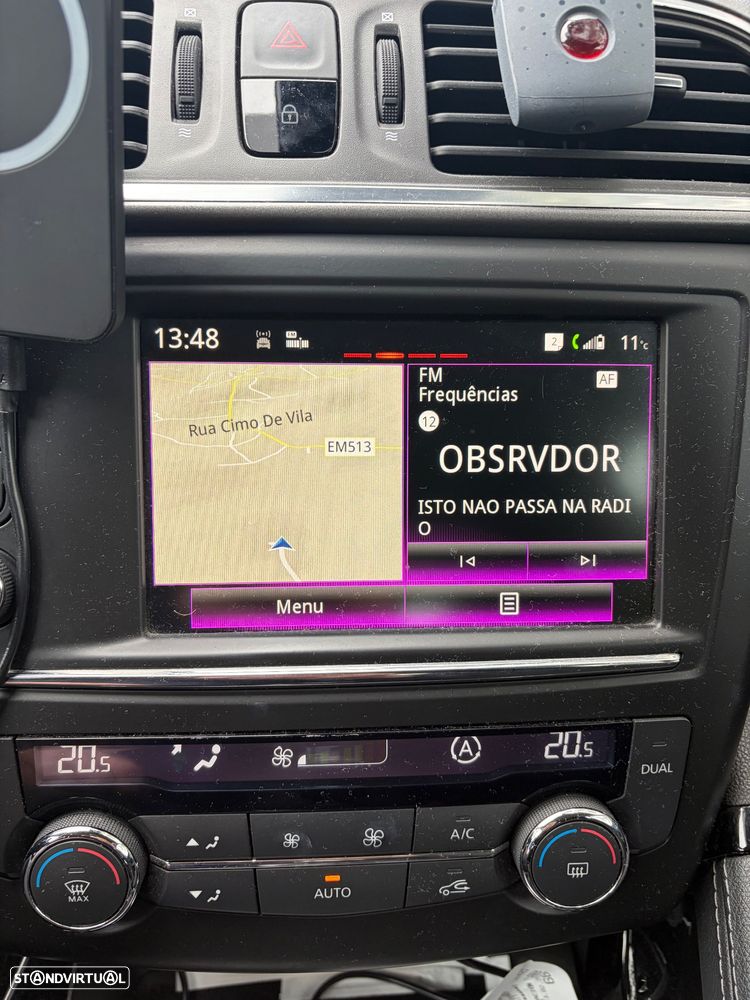 13:48
2
11°C
Rua Cimo De Vila
EM513
FM
AF
Frequências
12
OBSRVDOR
ISTO NAO PASSA NA RADI
O
Menu
20.5
A
20.5
DUAL
A/C
MAX
AUTO
STANDVIRTUAL